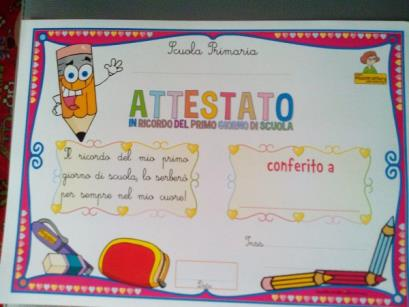 Scuola Primaria
ATTESTATO
IN RICORDO DEL PRIMO GIORNO DI SCUOLA
Il ricordo del mio primo
giorno di scuola, lo serberò
per sempre nel mio cuore!
conferito a
Inss.